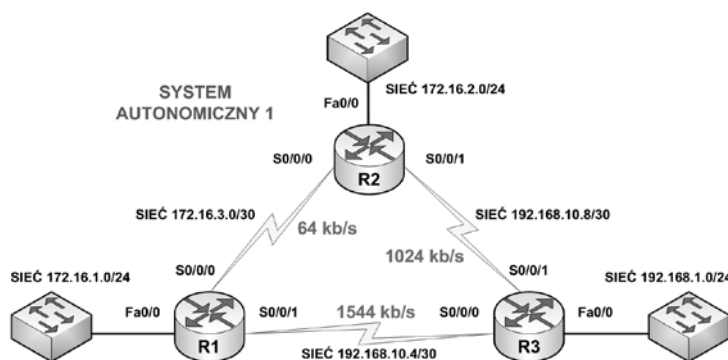 SYSTEM
AUTONOMICZNY 1
SIEĆ 172.16.2.0/24
Fa0/0
S0/0/0
S0/0/1
R2
SIEĆ 172.16.3.0/30
64 kb/s
SIEĆ 192.168.10.8/30
1024 kb/s
SIEĆ 172.16.1.0/24
S0/0/0
S0/0/1
SIEĆ 192.168.1.0/24
Fa0/0
R1
S0/0/1
1544 kb/s
S0/0/0
R3
Fa0/0
SIEĆ 192.168.10.4/30